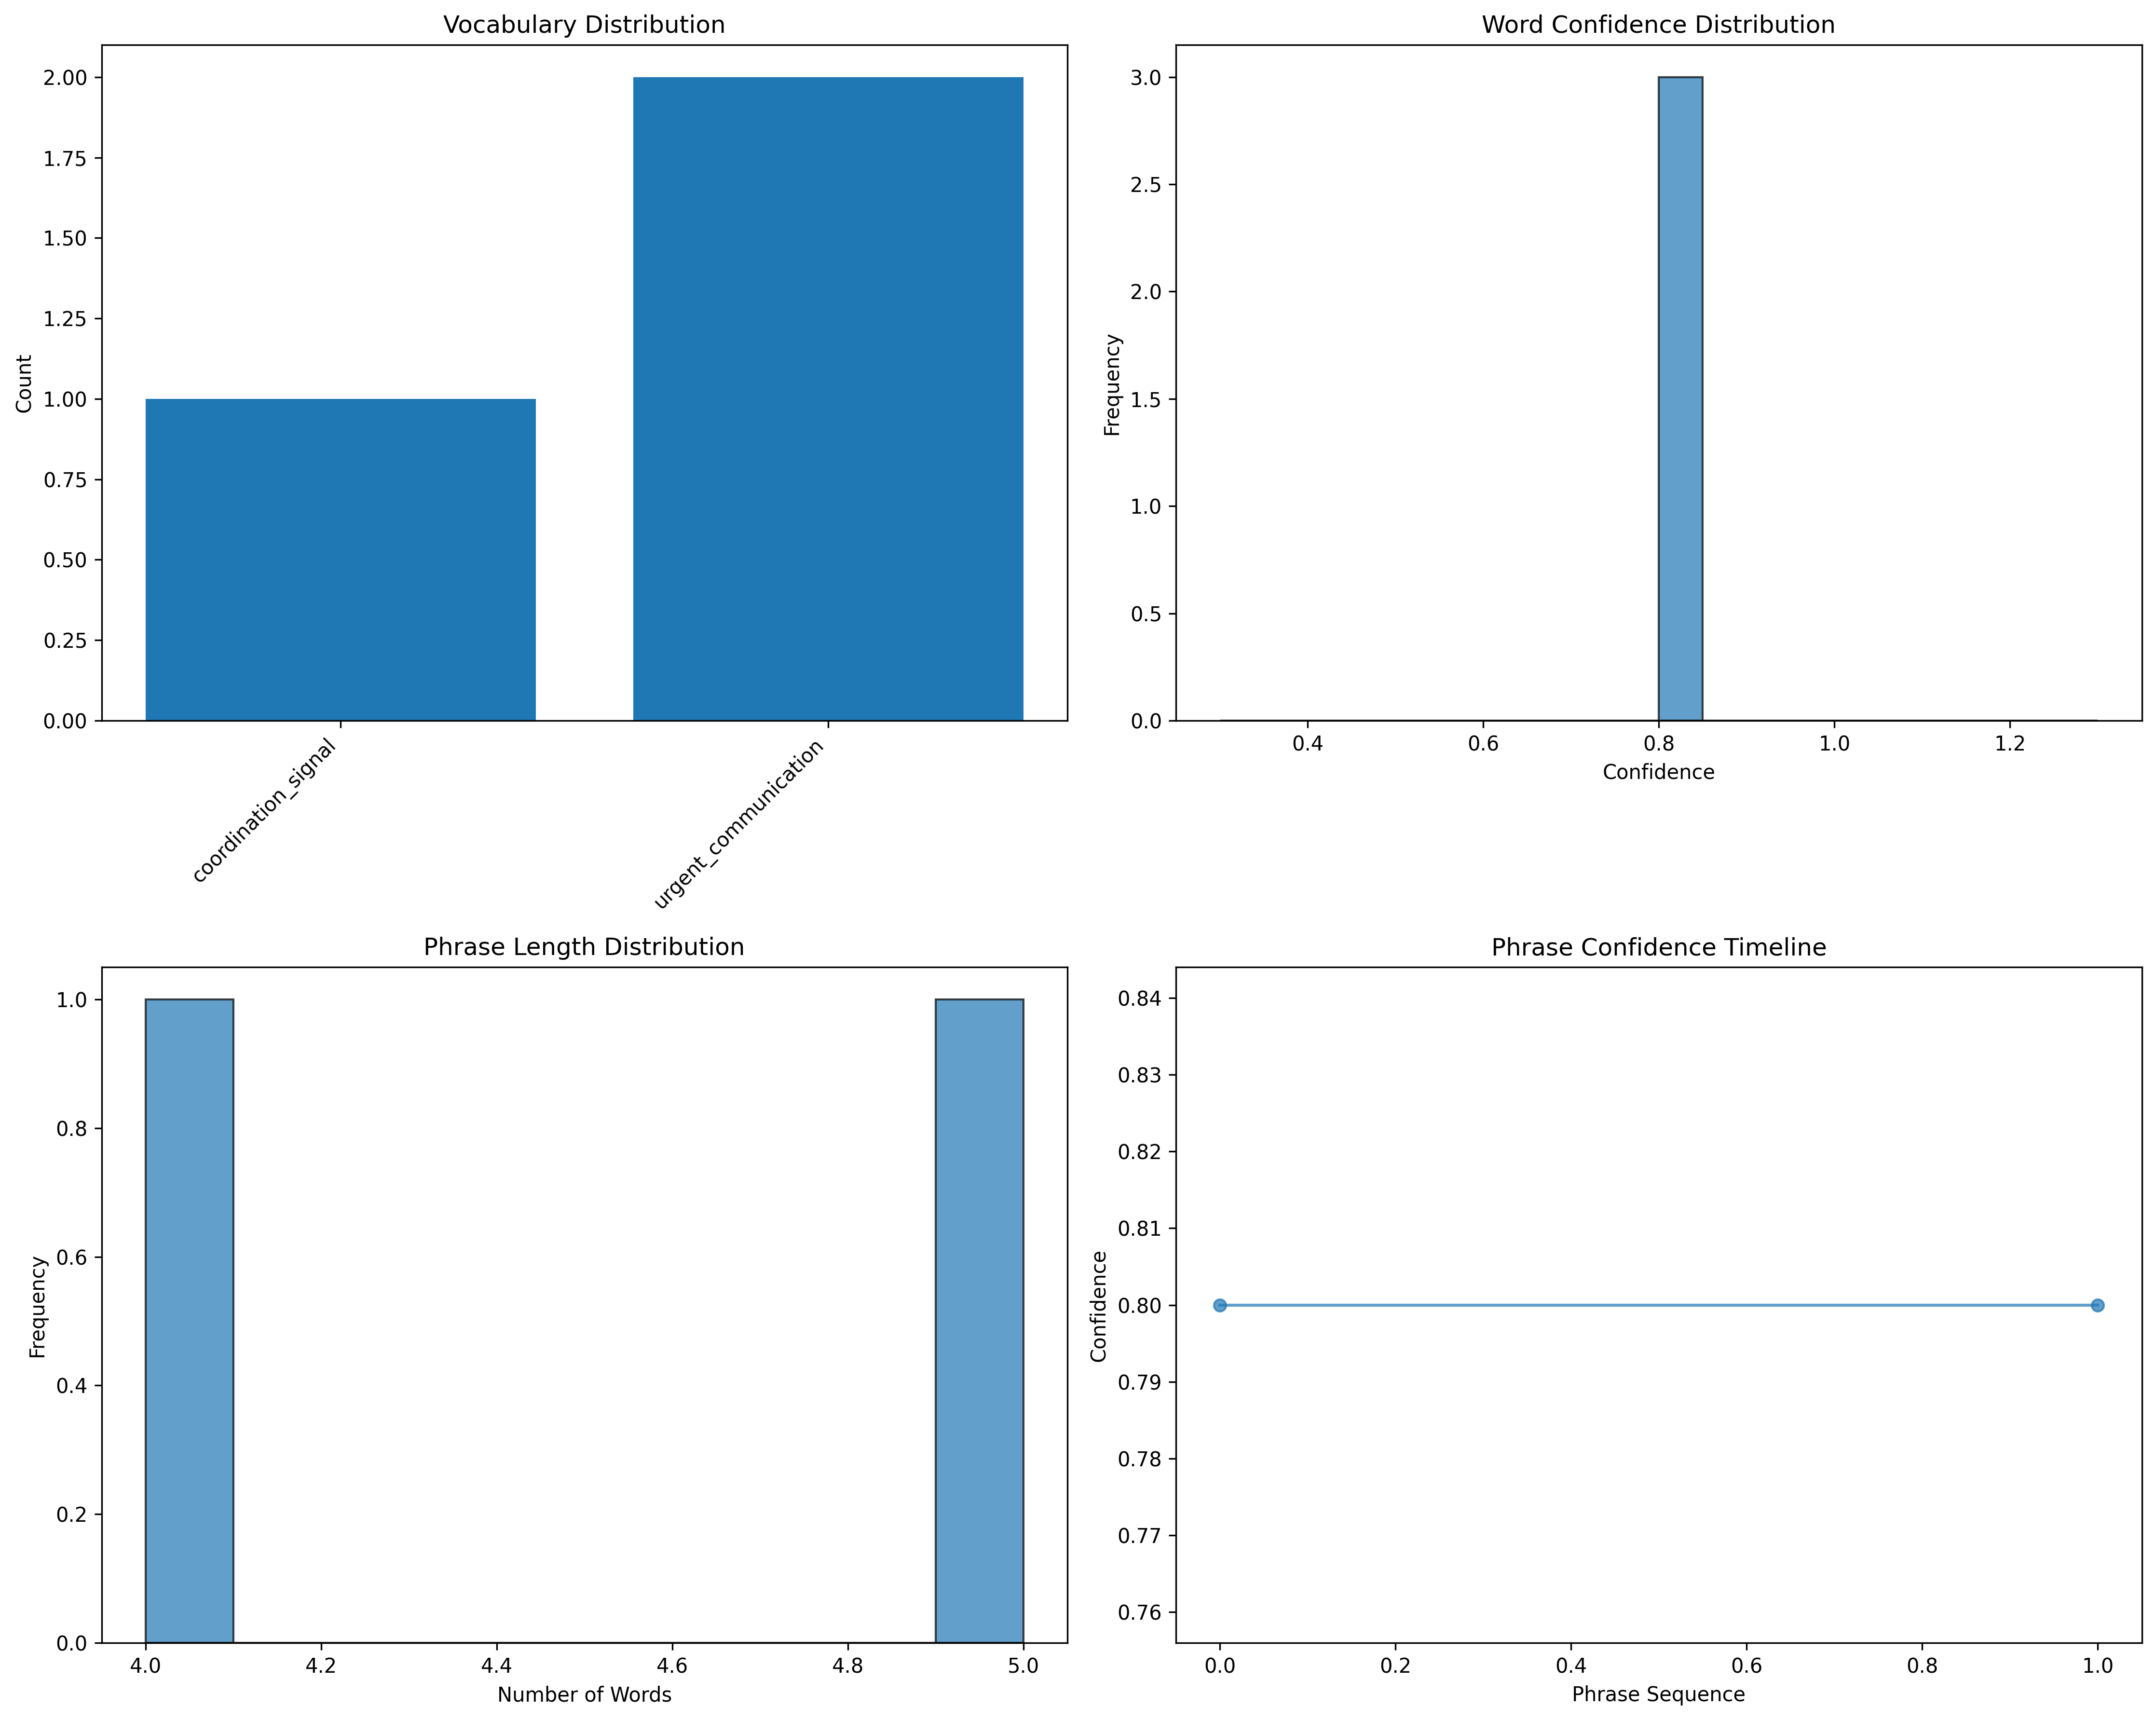 Vocabulary Distribution
Count
2.00
1.75
1.50
1.25
1.00
0.75
0.50
0.25
0.00
coordination_signal
urgent_communication
Word Confidence Distribution
Frequency
3.0
2.5
2.0
1.5
1.0
0.5
0.0
0.4 0.6 0.8 1.0 1.2
Confidence
Phrase Length Distribution
Frequency
1.0
0.8
0.6
0.4
0.2
0.0
4.0 4.2 4.4 4.6 4.8 5.0
Number of Words
Phrase Confidence Timeline
Confidence
0.84
0.83
0.82
0.81
0.80
0.79
0.78
0.77
0.76
0.0 0.2 0.4 0.6 0.8 1.0
Phrase Sequence